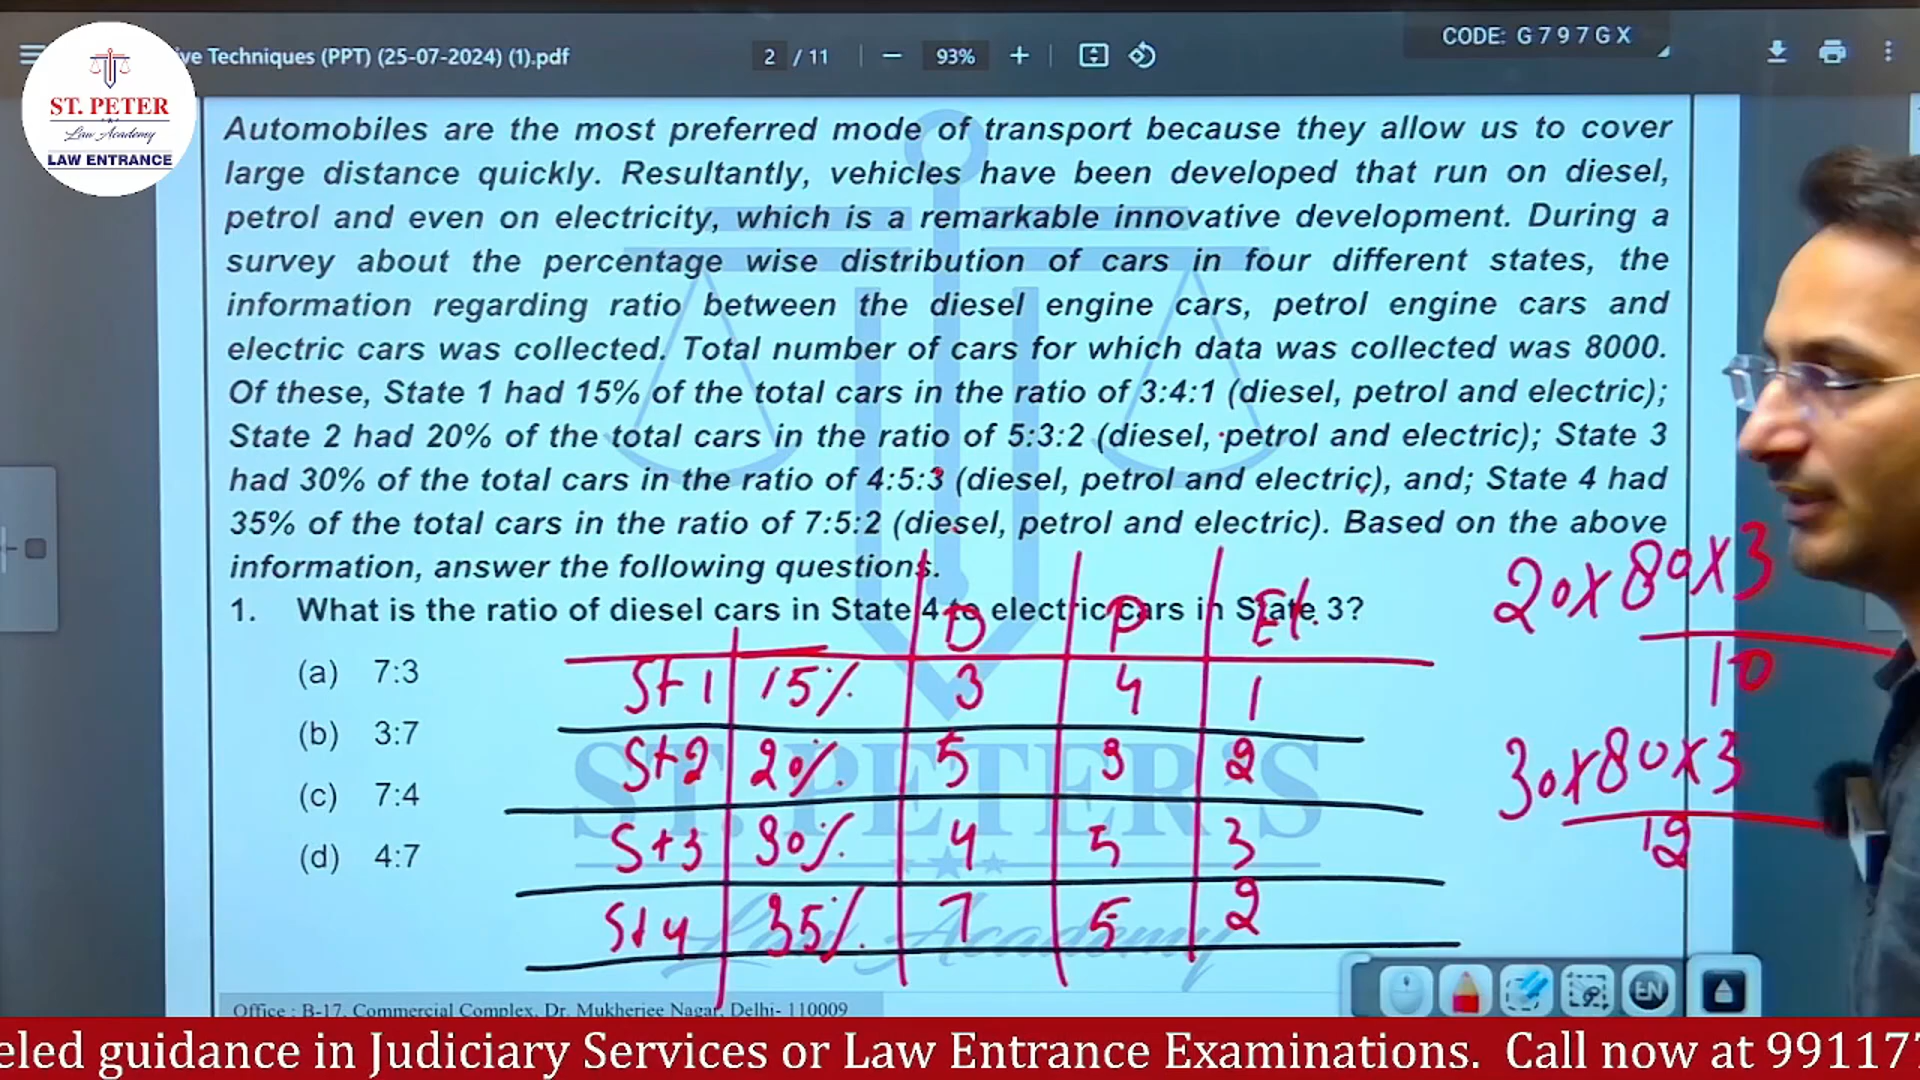 ve Techniques (PPT) (25-07-2024) (1).pdf
2 / 11
93%
CODE: G797GX
ST. PETER
Law Academy
LAW ENTRANCE
Automobiles are the most preferred mode of transport because they allow us to cover
large distance quickly. Resultantly, vehicles have been developed that run on diesel,
petrol and even on electricity, which is a remarkable innovative development. During a
survey about the percentage wise distribution of cars in four different states, the
information regarding ratio between the diesel engine cars, petrol engine cars and
electric cars was collected. Total number of cars for which data was collected was 8000.
Of these, State 1 had 15% of the total cars in the ratio of 3:4:1 (diesel, petrol and electric);
State 2 had 20% of the total cars in the ratio of 5:3:2 (diesel, petrol and electric); State 3
had 30% of the total cars in the ratio of 4:5:3 (diesel, petrol and electric), and; State 4 had
35% of the total cars in the ratio of 7:5:2 (diesel, petrol and electric). Based on the above
information, answer the following questions.
1. What is the ratio of diesel cars in State 4 to electric cars in State 3?
(a) 7:3
(b) 3:7
(c) 7:4
(d) 4:7
D P El.
St 1 15% 3 4 1
St 2 20% 5 3 2
St 3 30% 4 5 3
St 4 35% 7 5 2
20x80x3
10
30x80x3
12
ST. PETER'S
Law Academy
Office : B-17, Commercial Complex, Dr. Mukherjee Nagar, Delhi- 110009
EN
eled guidance in Judiciary Services or Law Entrance Examinations. Call now at 99117